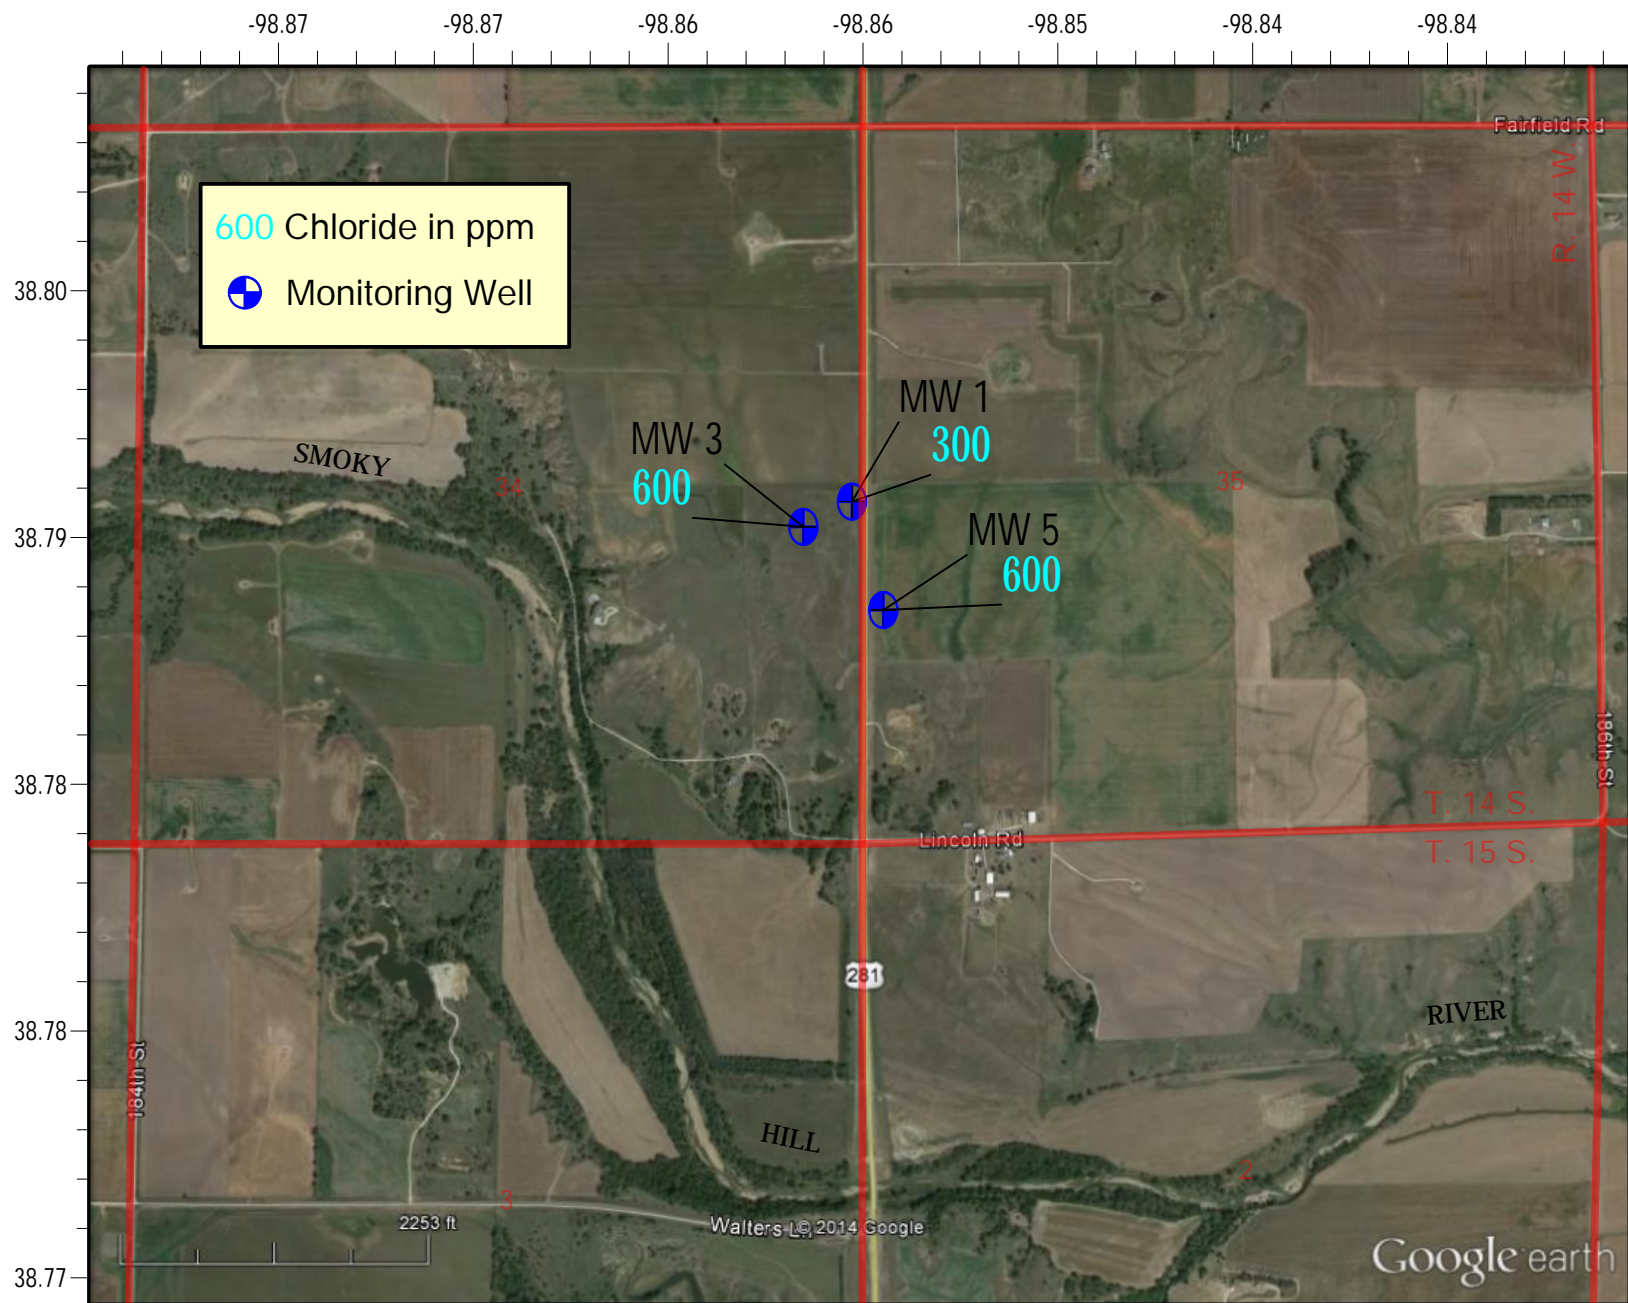 -98.87 -98.87 -98.86 -98.86 -98.85 -98.84 -98.84
Fairfield Rd
R. 14 W.
600 Chloride in ppm
Monitoring Well
38.80
MW 1
300
MW 3
600
SMOKY
34
35
MW 5
600
38.79
186th St
38.78
T. 14 S.
Lincoln Rd
T. 15 S.
281
RIVER
38.78
184th St
HILL
2
3
2253 ft
Walters Ln
© 2014 Google
Google earth
38.77